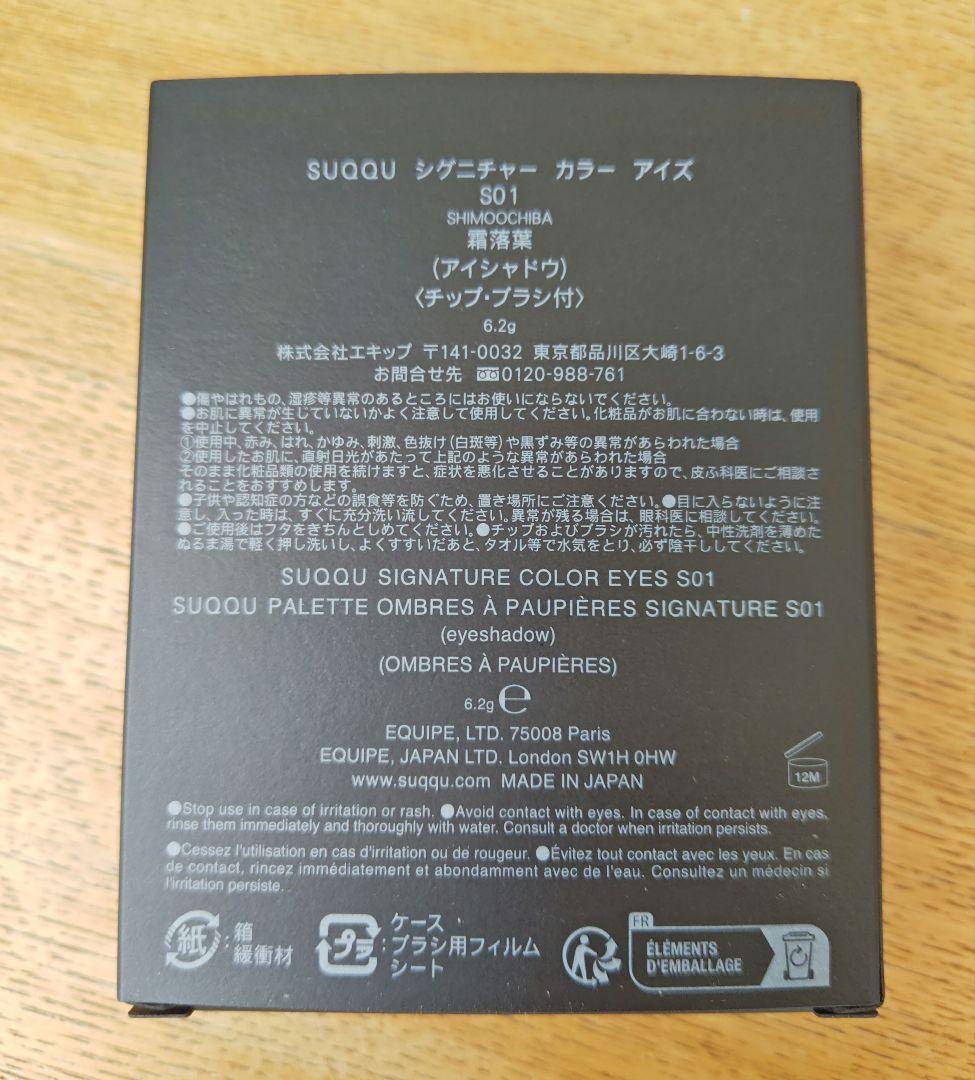 SUQQU シグニチャー カラー アイズ
S01
SHIMOOCHIBA
霜落葉
(アイシャドウ)
〈チップ・ブラシ付〉
6.2g
株式会社エキップ 〒141-0032 東京都品川区大崎1-6-3
お問合せ先 0120-988-761
●傷やはれもの、湿疹等異常のあるところにはお使いにならないでください。
●お肌に異常が生じていないかよく注意して使用してください。化粧品がお肌に合わない時は、使用
を中止してください。
①使用中、赤み、はれ、かゆみ、刺激、色抜け(白斑等)や黒ずみ等の異常があらわれた場合
②使用したお肌に、直射日光があたって上記のような異常があらわれた場合
そのまま化粧品類の使用を続けますと、症状を悪化させることがありますので、皮ふ科医にご相談さ
れることをおすすめします。
●子供や認知症の方などの誤食等を防ぐため、置き場所にご注意ください。●目に入らないように注
意し、入った時は、すぐに充分洗い流してください。異常が残る場合は、眼科医に相談してください。
●ご使用後はフタをきちんとしめてください。●チップおよびブラシが汚れたら、中性洗剤を薄めた
ぬるま湯で軽く押し洗いし、よくすすいだあと、タオル等で水気をとり、必ず陰干ししてください。
SUQQU SIGNATURE COLOR EYES S01
SUQQU PALETTE OMBRES À PAUPIÈRES SIGNATURE S01
(eyeshadow)
(OMBRES À PAUPIÈRES)
6.2g ℮
EQUIPE, LTD. 75008 Paris
EQUIPE, JAPAN LTD. London SW1H 0HW
www.suqqu.com MADE IN JAPAN
12M
●Stop use in case of irritation or rash. ●Avoid contact with eyes. In case of contact with eyes,
rinse them immediately and thoroughly with water. Consult a doctor when irritation persists.
●Cessez l'utilisation en cas d'irritation ou de rougeur. ●Évitez tout contact avec les yeux. En cas
de contact, rincez immédiatement et abondamment avec de l'eau. Consultez un médecin si
l'irritation persiste.
紙:箱
緩衝材
プラ:ケース
ブラシ用フィルム
シート
FR
ÉLÉMENTS
D'EMBALLAGE